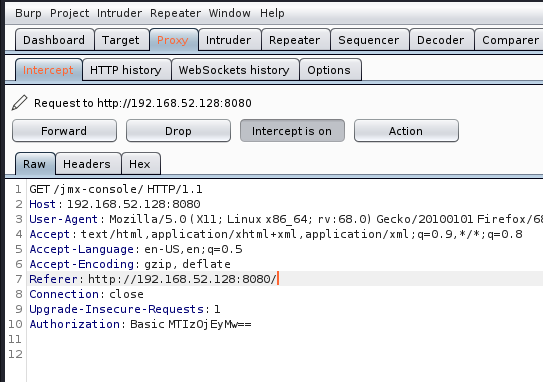 Burp Project Intruder Repeater Window Help
Dashboard Target Proxy Intruder Repeater Sequencer Decoder Comparer
Intercept HTTP history WebSockets history Options
Request to http://192.168.52.128:8080
Forward Drop Intercept is on Action
Raw Headers Hex
1 GET /jmx-console/ HTTP/1.1
2 Host: 192.168.52.128:8080
3 User-Agent: Mozilla/5.0 (X11; Linux x86_64; rv:68.0) Gecko/20100101 Firefox/68
4 Accept: text/html,application/xhtml+xml,application/xml;q=0.9,*/*;q=0.8
5 Accept-Language: en-US,en;q=0.5
6 Accept-Encoding: gzip, deflate
7 Referer: http://192.168.52.128:8080/
8 Connection: close
9 Upgrade-Insecure-Requests: 1
10 Authorization: Basic MTIzOjEyMw==
11
12